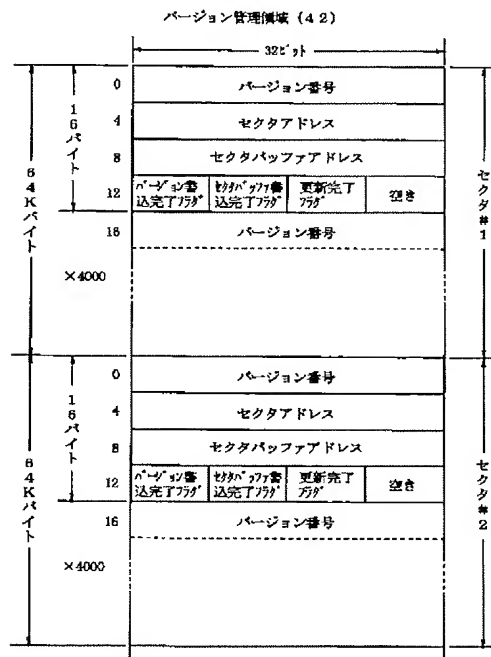 バージョン管理領域(42)
32ビット
0
バージョン番号
4
セクタアドレス
8
セクタバッファアドレス
12
バージョン書込完了フラグ
セクタバッファ書込完了フラグ
更新完了フラグ
空き
16
バージョン番号
×4000
16バイト
64Kバイト
セクタ#1
0
バージョン番号
4
セクタアドレス
8
セクタバッファアドレス
12
バージョン書込完了フラグ
セクタバッファ書込完了フラグ
更新完了フラグ
空き
16
バージョン番号
×4000
16バイト
64Kバイト
セクタ#2